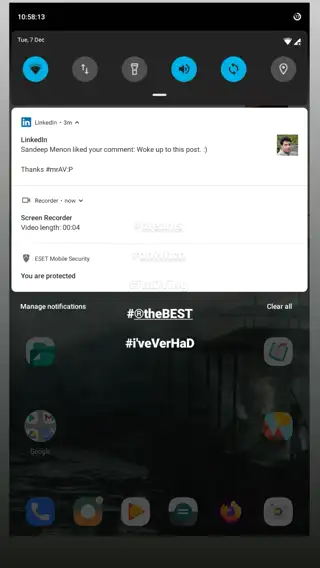 10:58:13
Tue, 7 Dec
LinkedIn • 3m
LinkedIn
Sandeep Menon liked your comment: Woke up to this post. :)
Thanks #mrAV:P
Recorder • now
Screen Recorder
Video length: 00:04
ESET Mobile Security
You are protected
Manage notifications
Clear all
#®theBEST
#i'veVerHaD
Google